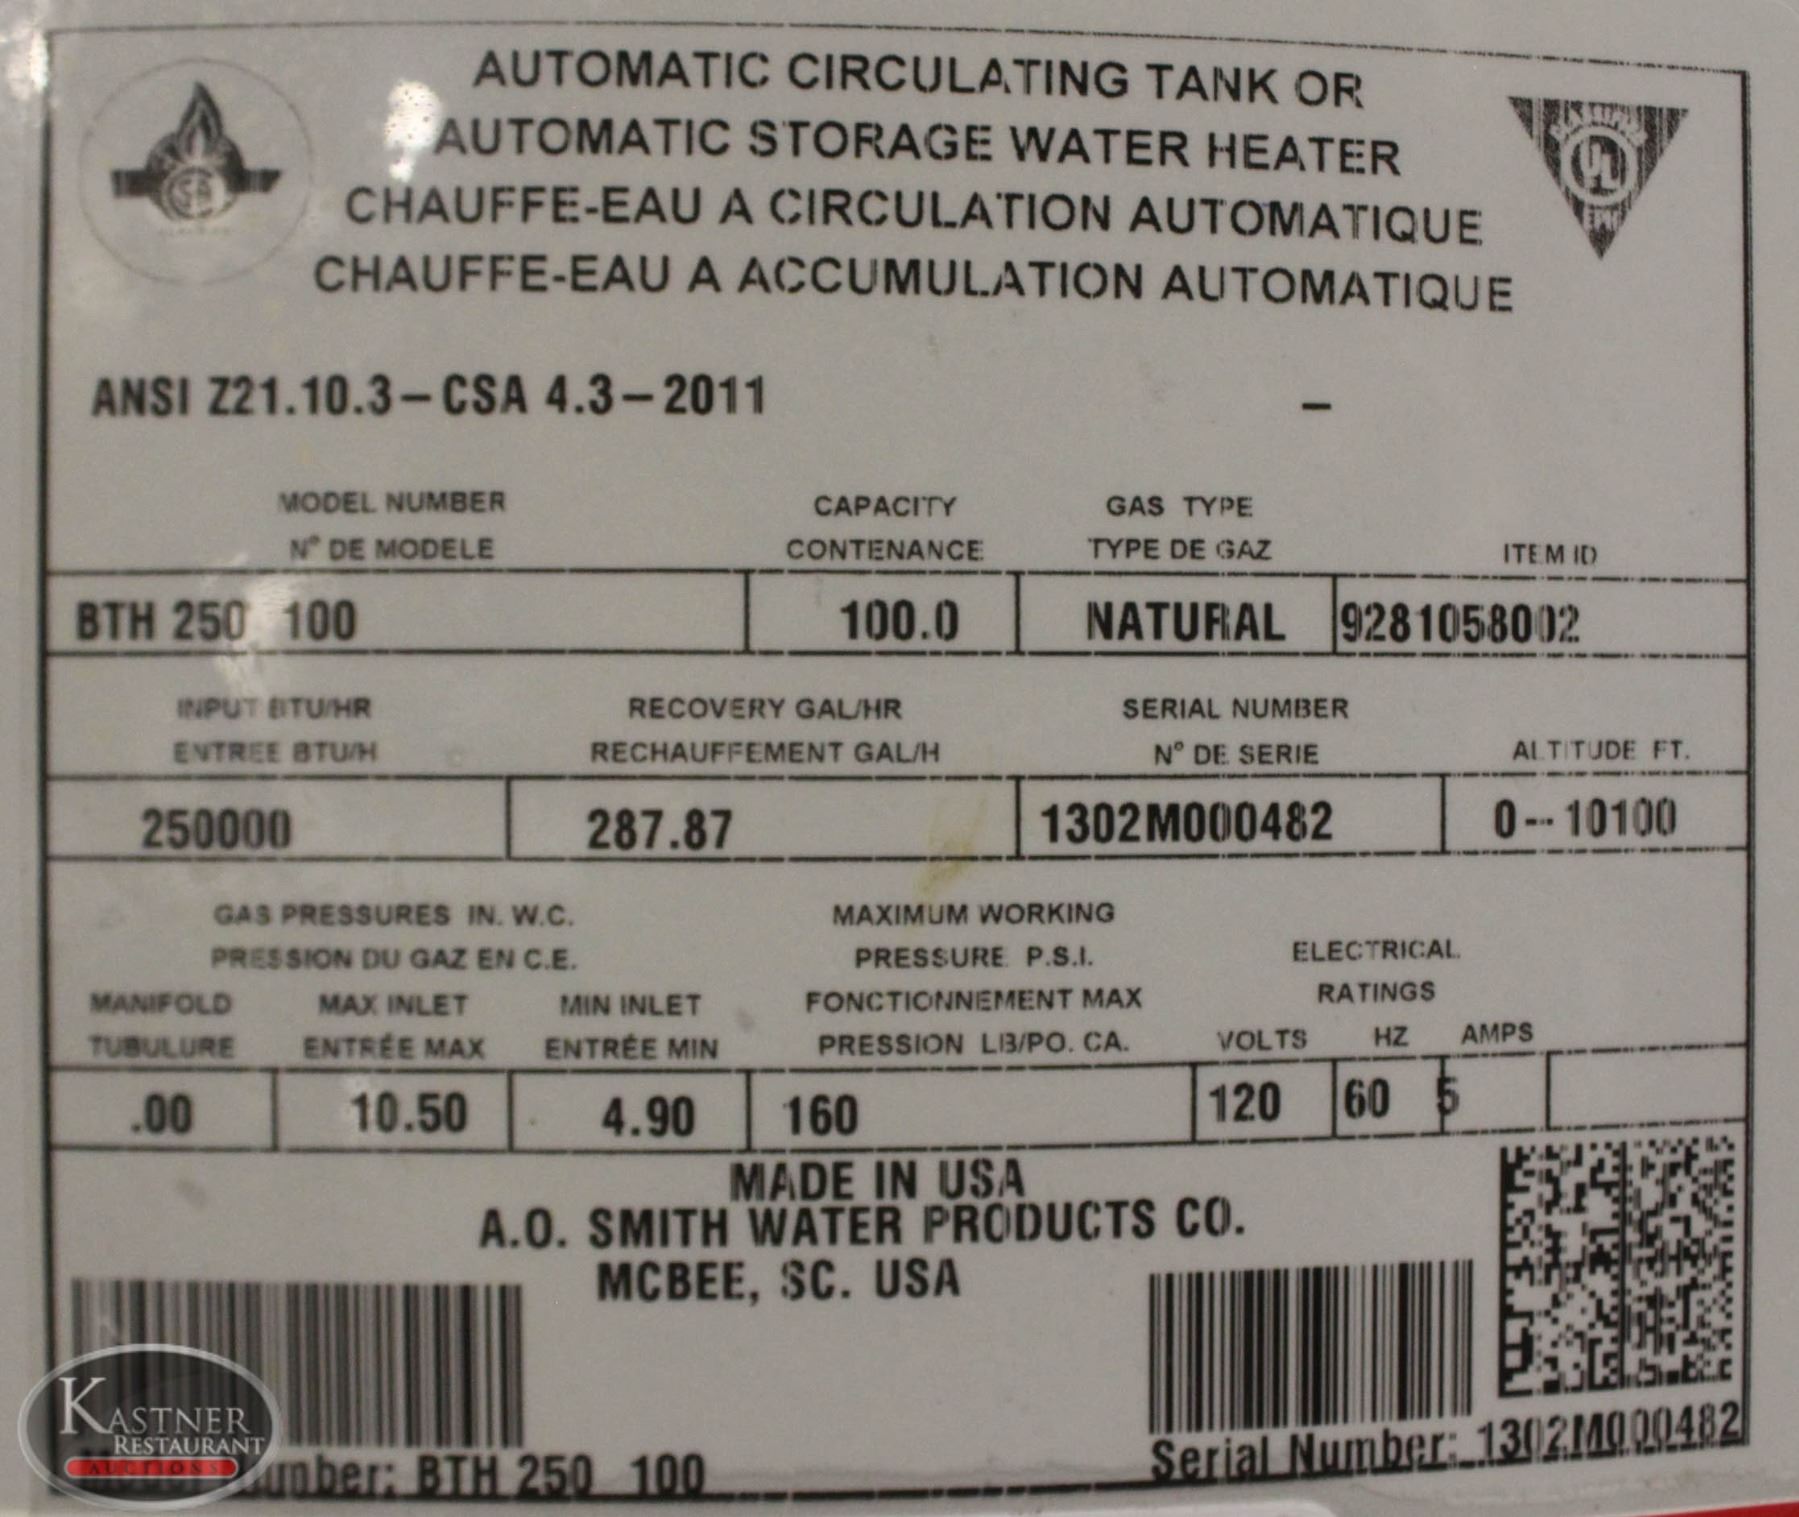 AUTOMATIC CIRCULATING TANK OR
AUTOMATIC STORAGE WATER HEATER
CHAUFFE-EAU A CIRCULATION AUTOMATIQUE
CHAUFFE-EAU A ACCUMULATION AUTOMATIQUE
ANSI Z21.10.3-CSA 4.3-2011 -
MODEL NUMBER CAPACITY GAS TYPE
N° DE MODELE CONTENANCE TYPE DE GAZ ITEM ID
BTH 250 100 100.0 NATURAL 9281058002
INPUT BTU/HR RECOVERY GAL/HR SERIAL NUMBER
ENTREE BTU/H RECHAUFFEMENT GAL/H N° DE SERIE ALTITUDE FT.
250000 287.87 1302M000482 0--10100
GAS PRESSURES IN. W.C. MAXIMUM WORKING
PRESSION DU GAZ EN C.E. PRESSURE P.S.I. ELECTRICAL
MANIFOLD MAX INLET MIN INLET FONCTIONNEMENT MAX RATINGS
TUBULURE ENTRÉE MAX ENTRÉE MIN PRESSION LB/PO. CA. VOLTS HZ AMPS
.00 10.50 4.90 160 120 60 5
MADE IN USA
A.O. SMITH WATER PRODUCTS CO.
MCBEE, SC. USA
KASTNER
RESTAURANT
AUCTIONS
Number: BTH 250 100
Serial Number: 1302M000482
CSA
UL